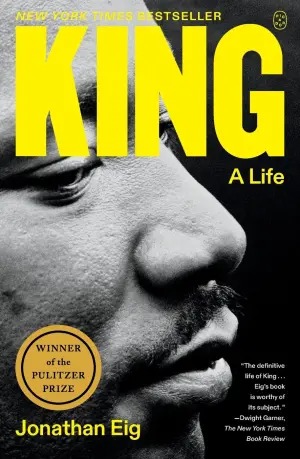 NEW YORK TIMES BESTSELLER
KING
A Life
WINNER
of the
PULITZER
PRIZE
"The definitive
life of King . . .
Eig's book
is worthy of
its subject."
—Dwight Garner,
The New York Times
Book Review
Jonathan Eig